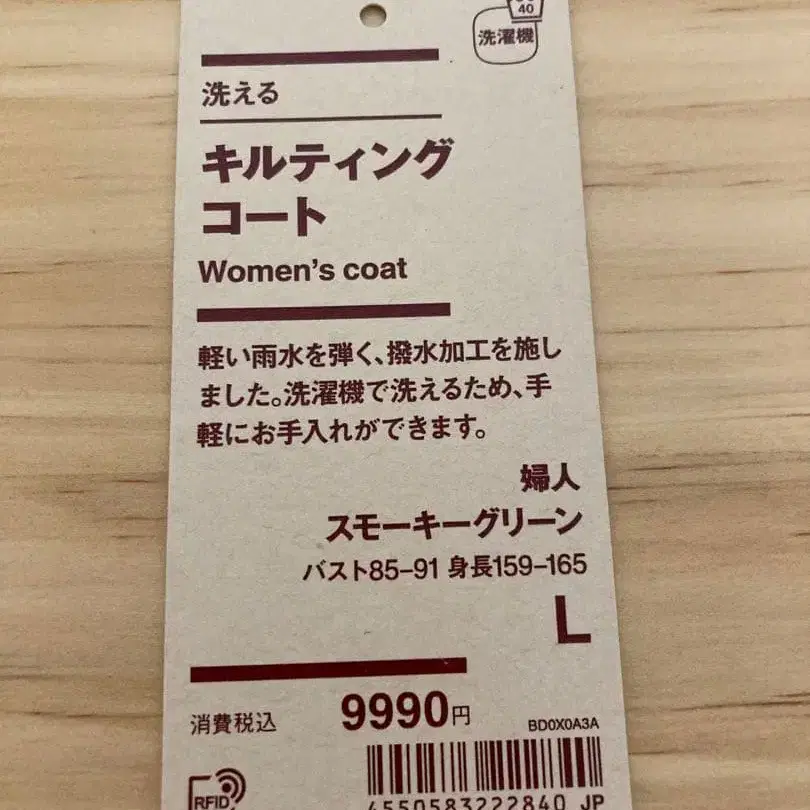 40
洗濯機
洗える
キルティング
コート
Women's coat
軽い雨水を弾く、撥水加工を施し
ました。洗濯機で洗えるため、手
軽にお手入れができます。
婦人
スモーキーグリーン
バスト85–91 身長159–165
L
消費税込 9990円
BD0X0A3A
RFID
4550583222840 JP